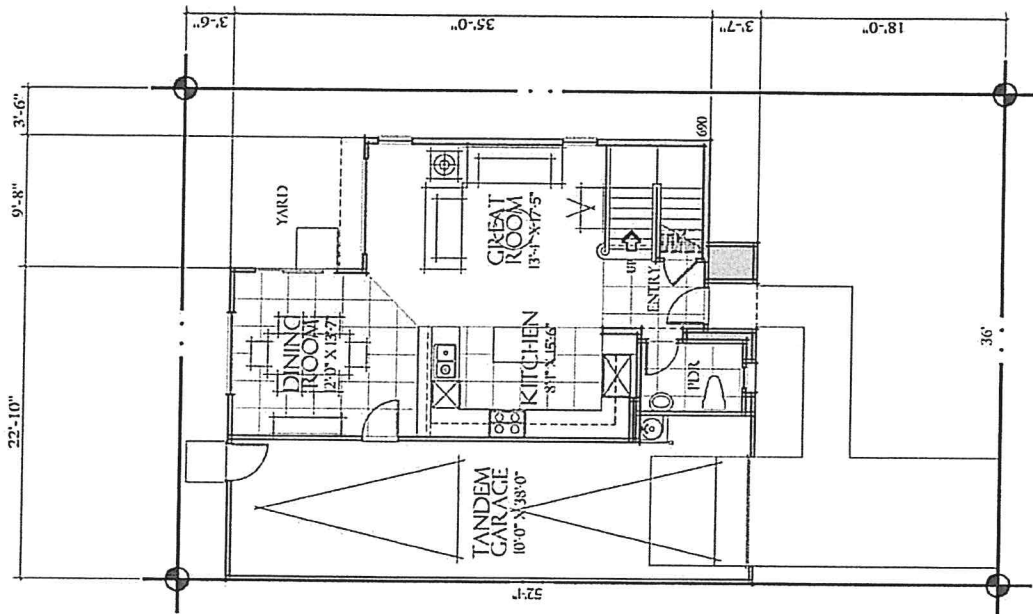 3'-6"
35'-0"
3'-7"
18'-0"
3'-6"
9'-8"
22'-10"
YARD
690
GREAT
ROOM
13'-1" X 17'-5"
UP
ENTRY
DINING
ROOM
12'-0" X 13'-7"
KITCHEN
8'-1" X 15'-6"
PDR
36'
TANDEM
GARAGE
10'-0" X 38'-0"
52'-1"